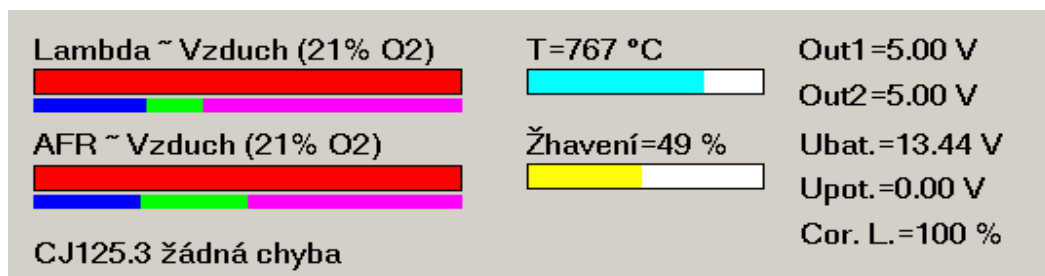 Lambda ~ Vzduch (21% O2)
AFR ~ Vzduch (21% O2)
CJ125.3 žádná chyba
T=767 °C
Žhavení=49 %
Out1=5.00 V
Out2=5.00 V
Ubat.=13.44 V
Upot.=0.00 V
Cor. L.=100 %